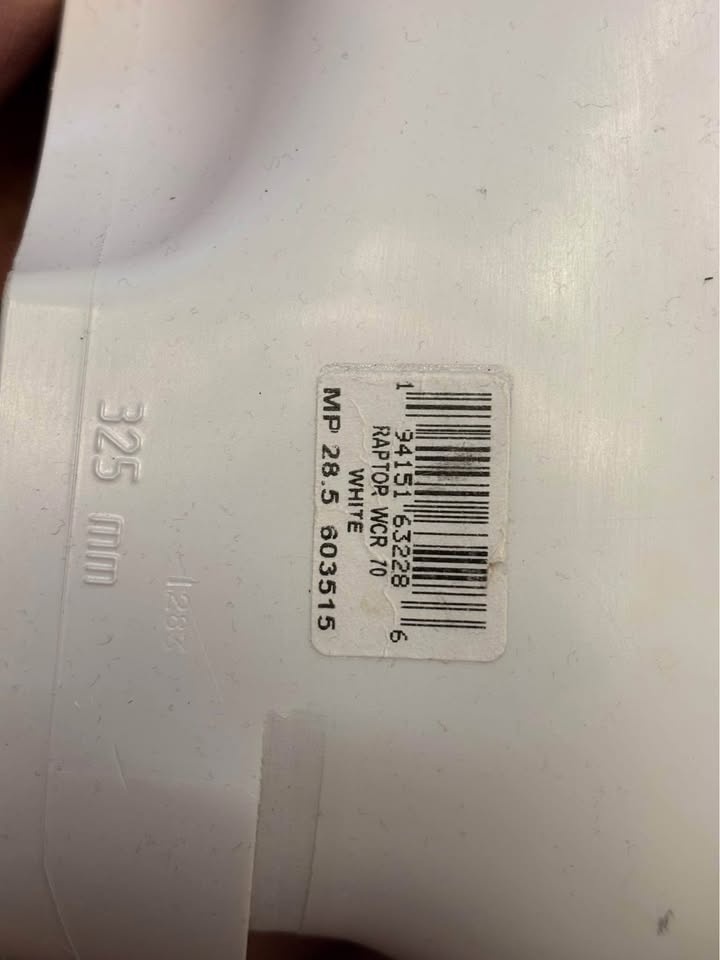 1 94151 63228 6
RAPTOR WCR 70
WHITE
MP 28.5 603515
325 mm